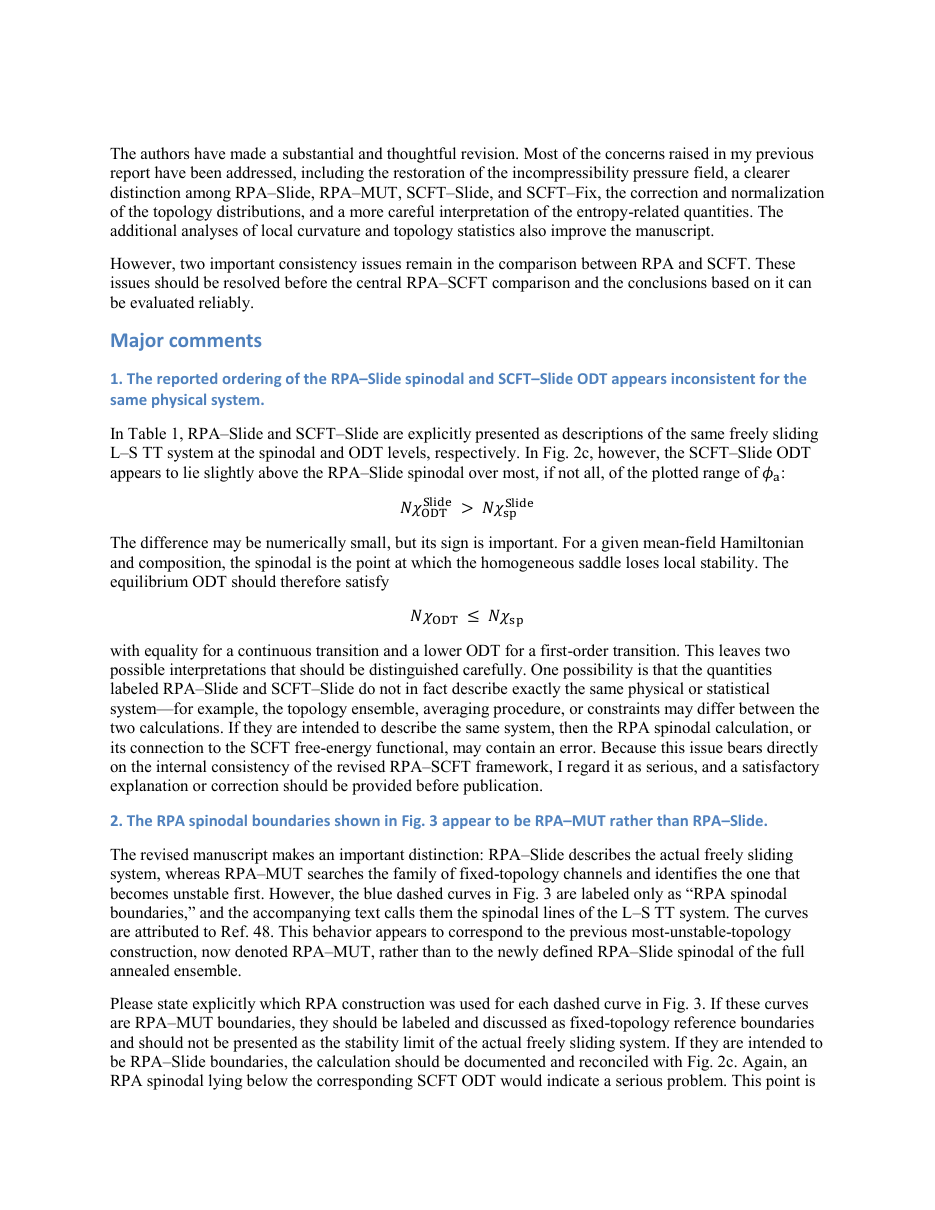 The authors have made a substantial and thoughtful revision. Most of the concerns raised in my previous
report have been addressed, including the restoration of the incompressibility pressure field, a clearer
distinction among RPA–Slide, RPA–MUT, SCFT–Slide, and SCFT–Fix, the correction and normalization
of the topology distributions, and a more careful interpretation of the entropy-related quantities. The
additional analyses of local curvature and topology statistics also improve the manuscript.
However, two important consistency issues remain in the comparison between RPA and SCFT. These
issues should be resolved before the central RPA–SCFT comparison and the conclusions based on it can
be evaluated reliably.
Major comments
1. The reported ordering of the RPA–Slide spinodal and SCFT–Slide ODT appears inconsistent for the
same physical system.
In Table 1, RPA–Slide and SCFT–Slide are explicitly presented as descriptions of the same freely sliding
L–S TT system at the spinodal and ODT levels, respectively. In Fig. 2c, however, the SCFT–Slide ODT
appears to lie slightly above the RPA–Slide spinodal over most, if not all, of the plotted range of ϕ_a:
Nχ_ODT^Slide > Nχ_sp^Slide
The difference may be numerically small, but its sign is important. For a given mean-field Hamiltonian
and composition, the spinodal is the point at which the homogeneous saddle loses local stability. The
equilibrium ODT should therefore satisfy
Nχ_ODT ≤ Nχ_sp
with equality for a continuous transition and a lower ODT for a first-order transition. This leaves two
possible interpretations that should be distinguished carefully. One possibility is that the quantities
labeled RPA–Slide and SCFT–Slide do not in fact describe exactly the same physical or statistical
system—for example, the topology ensemble, averaging procedure, or constraints may differ between the
two calculations. If they are intended to describe the same system, then the RPA spinodal calculation, or
its connection to the SCFT free-energy functional, may contain an error. Because this issue bears directly
on the internal consistency of the revised RPA–SCFT framework, I regard it as serious, and a satisfactory
explanation or correction should be provided before publication.
2. The RPA spinodal boundaries shown in Fig. 3 appear to be RPA–MUT rather than RPA–Slide.
The revised manuscript makes an important distinction: RPA–Slide describes the actual freely sliding
system, whereas RPA–MUT searches the family of fixed-topology channels and identifies the one that
becomes unstable first. However, the blue dashed curves in Fig. 3 are labeled only as “RPA spinodal
boundaries,” and the accompanying text calls them the spinodal lines of the L–S TT system. The curves
are attributed to Ref. 48. This behavior appears to correspond to the previous most-unstable-topology
construction, now denoted RPA–MUT, rather than to the newly defined RPA–Slide spinodal of the full
annealed ensemble.
Please state explicitly which RPA construction was used for each dashed curve in Fig. 3. If these curves
are RPA–MUT boundaries, they should be labeled and discussed as fixed-topology reference boundaries
and should not be presented as the stability limit of the actual freely sliding system. If they are intended to
be RPA–Slide boundaries, the calculation should be documented and reconciled with Fig. 2c. Again, an
RPA spinodal lying below the corresponding SCFT ODT would indicate a serious problem. This point is